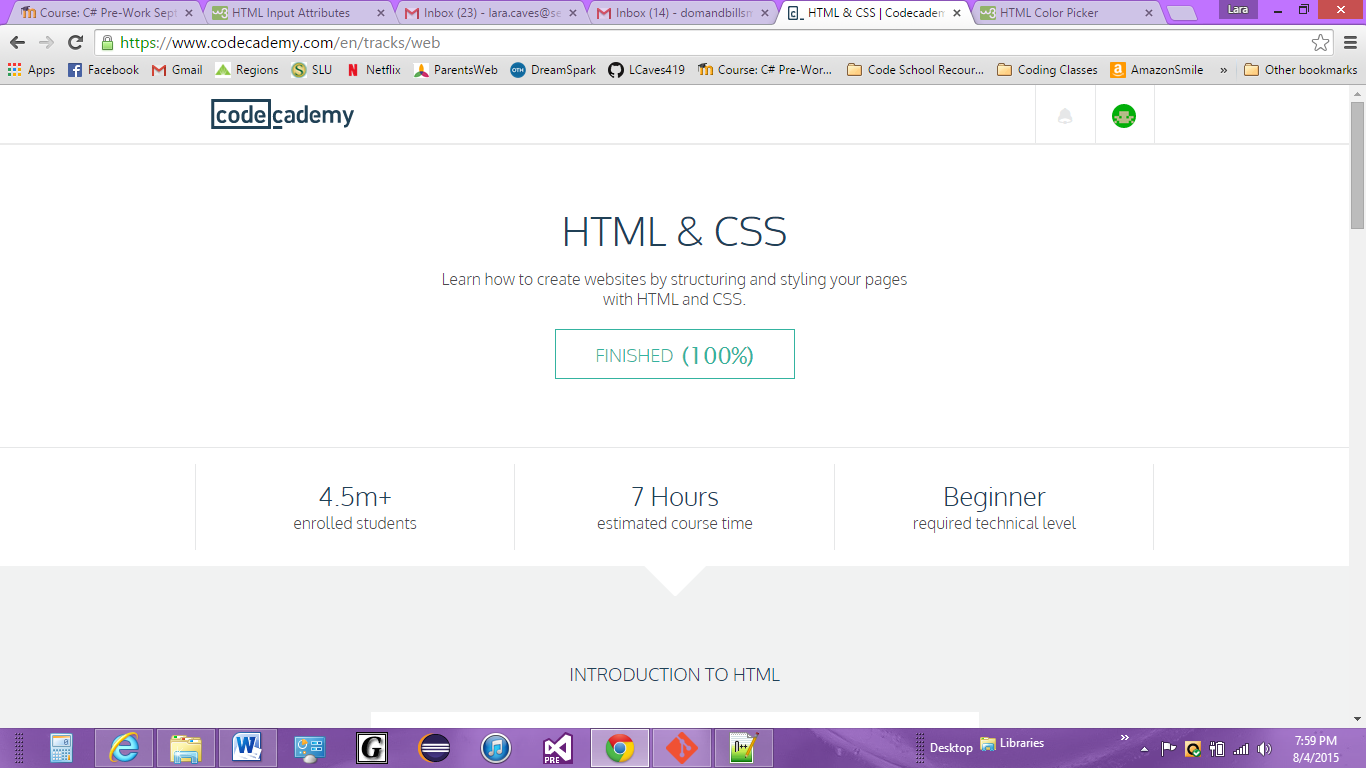 Course: C# Pre-Work Sept
HTML Input Attributes
Inbox (23) - lara.caves@se
Inbox (14) - domandbillsm
HTML & CSS | Codecadem
HTML Color Picker
Lara
https://www.codecademy.com/en/tracks/web
Apps
Facebook
Gmail
Regions
SLU
Netflix
ParentsWeb
DreamSpark
LCaves419
Course: C# Pre-Wor...
Code School Recour...
Coding Classes
AmazonSmile
»
Other bookmarks
codecademy
HTML & CSS
Learn how to create websites by structuring and styling your pages
with HTML and CSS.
FINISHED (100%)
4.5m+
enrolled students
7 Hours
estimated course time
Beginner
required technical level
INTRODUCTION TO HTML
Desktop
Libraries
»
7:59 PM
8/4/2015